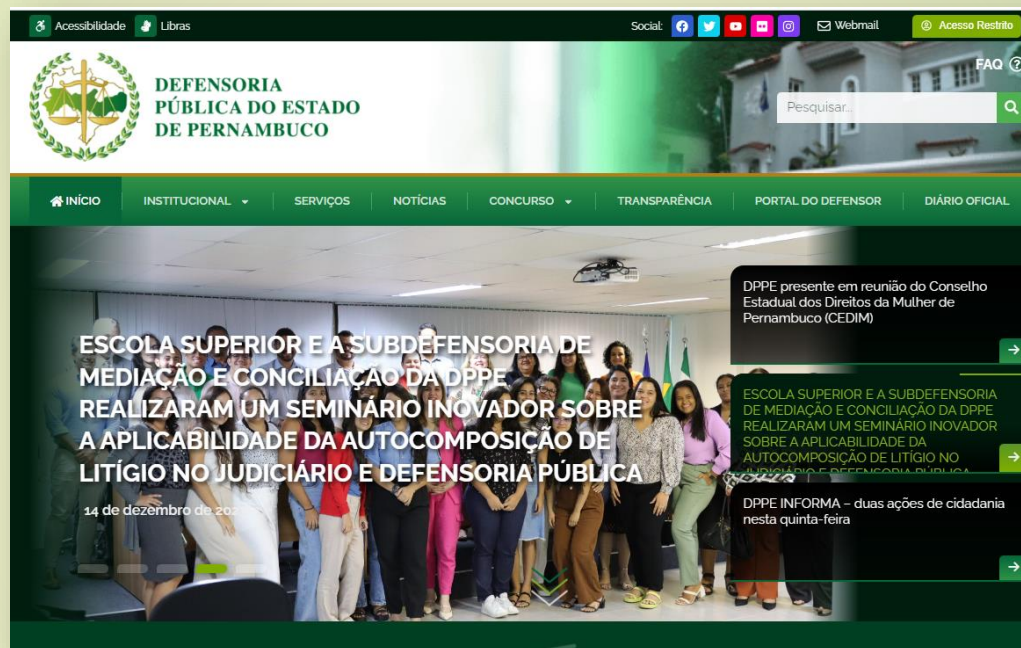 Acessibilidade Libras Social: Webmail Acesso Restrito
FAQ
DEFENSORIA
PÚBLICA DO ESTADO
DE PERNAMBUCO
Pesquisar...
INÍCIO INSTITUCIONAL SERVIÇOS NOTÍCIAS CONCURSO TRANSPARÊNCIA PORTAL DO DEFENSOR DIÁRIO OFICIAL
ESCOLA SUPERIOR E A SUBDEFENSORIA DE
MEDIAÇÃO E CONCILIAÇÃO DA DPPE
REALIZARAM UM SEMINÁRIO INOVADOR SOBRE
A APLICABILIDADE DA AUTOCOMPOSIÇÃO DE
LITÍGIO NO JUDICIÁRIO E DEFENSORIA PÚBLICA
14 de dezembro de
DPPE presente em reunião do Conselho
Estadual dos Direitos da Mulher de
Pernambuco (CEDIM)
ESCOLA SUPERIOR E A SUBDEFENSORIA
DE MEDIAÇÃO E CONCILIAÇÃO DA DPPE
REALIZARAM UM SEMINÁRIO INOVADOR
SOBRE A APLICABILIDADE DA
AUTOCOMPOSIÇÃO DE LITÍGIO NO
JUDICIÁRIO E DEFENSORIA PÚBLICA
DPPE INFORMA – duas ações de cidadania
nesta quinta-feira